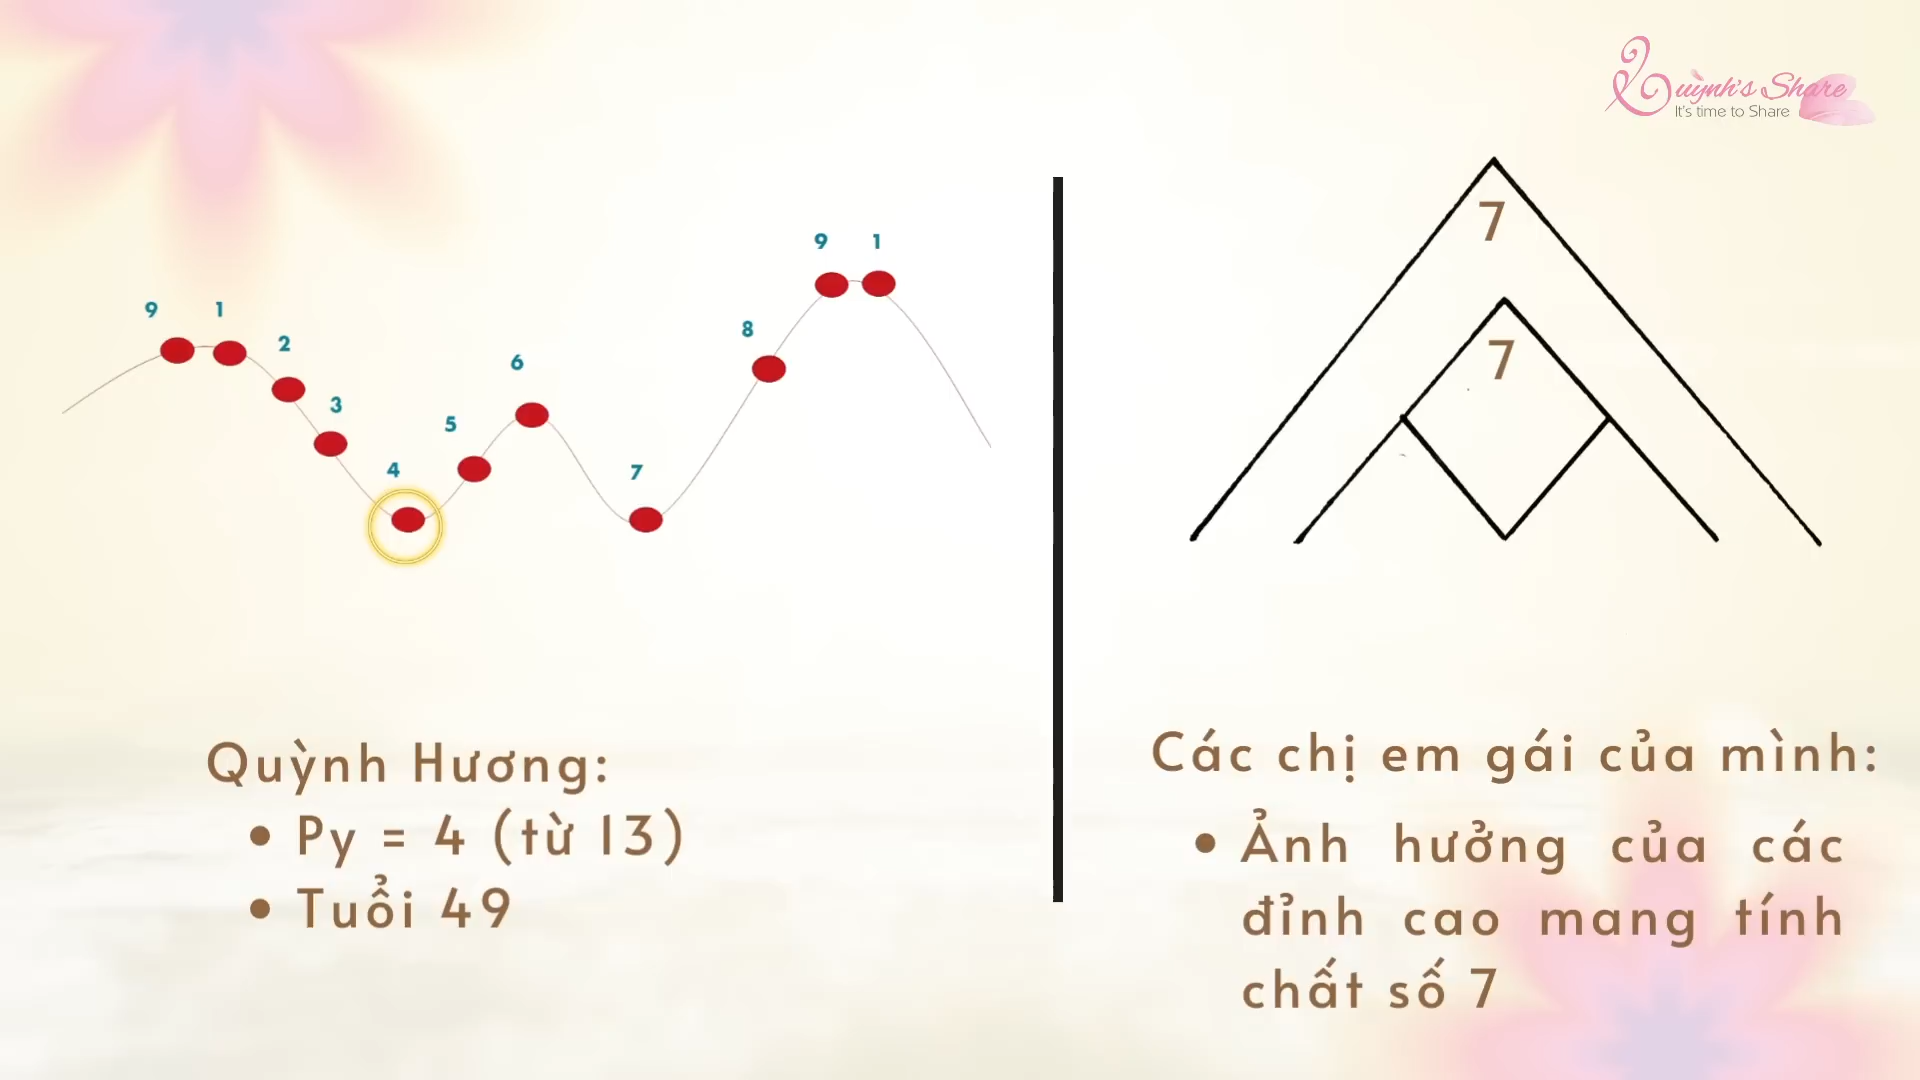 Quỳnh's Share
It's time to Share
9 1
9 1
2
8
6
3
5
4
7
7
7
Quỳnh Hương:
• Py = 4 (từ 13)
• Tuổi 49
Các chị em gái của mình:
• Ảnh hưởng của các
đỉnh cao mang tính
chất số 7